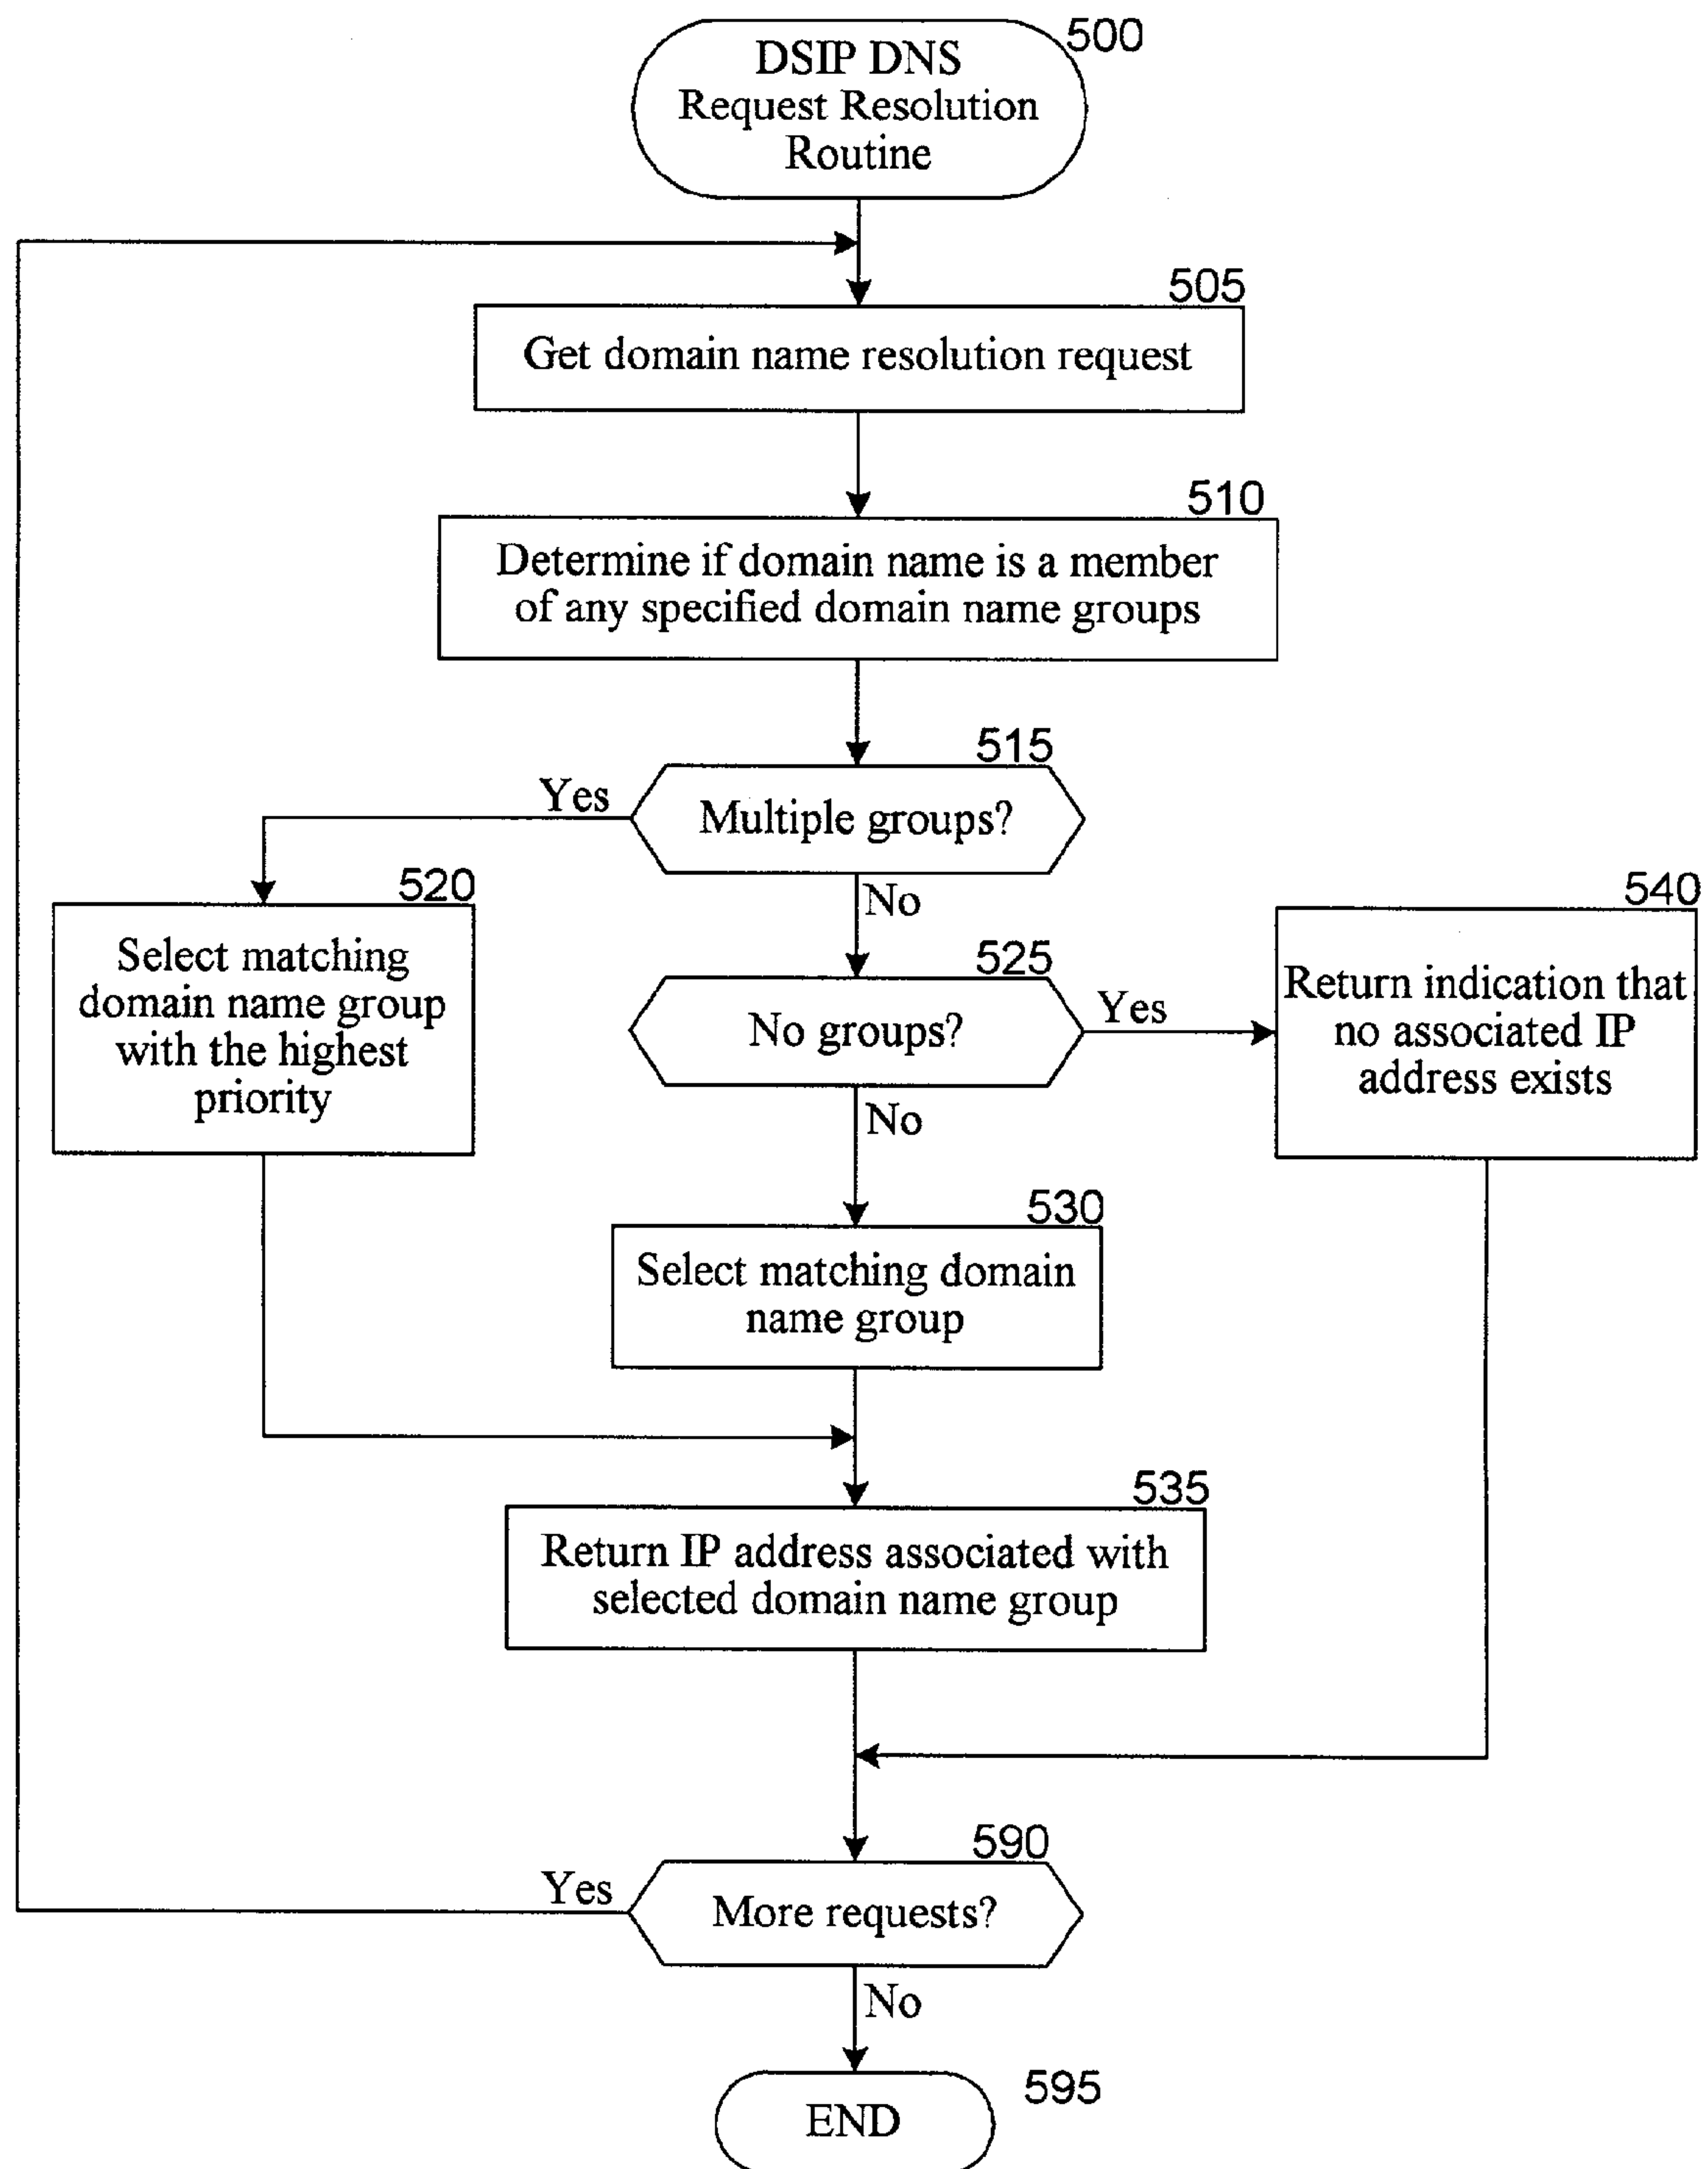 500
DSIP DNS
Request Resolution
Routine
505
Get domain name resolution request
510
Determine if domain name is a member
of any specified domain name groups
515
Yes
Multiple groups?
520
No
540
Select matching
domain name group
with the highest
priority
525
No groups?
Yes
Return indication that
no associated IP
address exists
No
530
Select matching domain
name group
535
Return IP address associated with
selected domain name group
590
Yes
More requests?
No
595
END